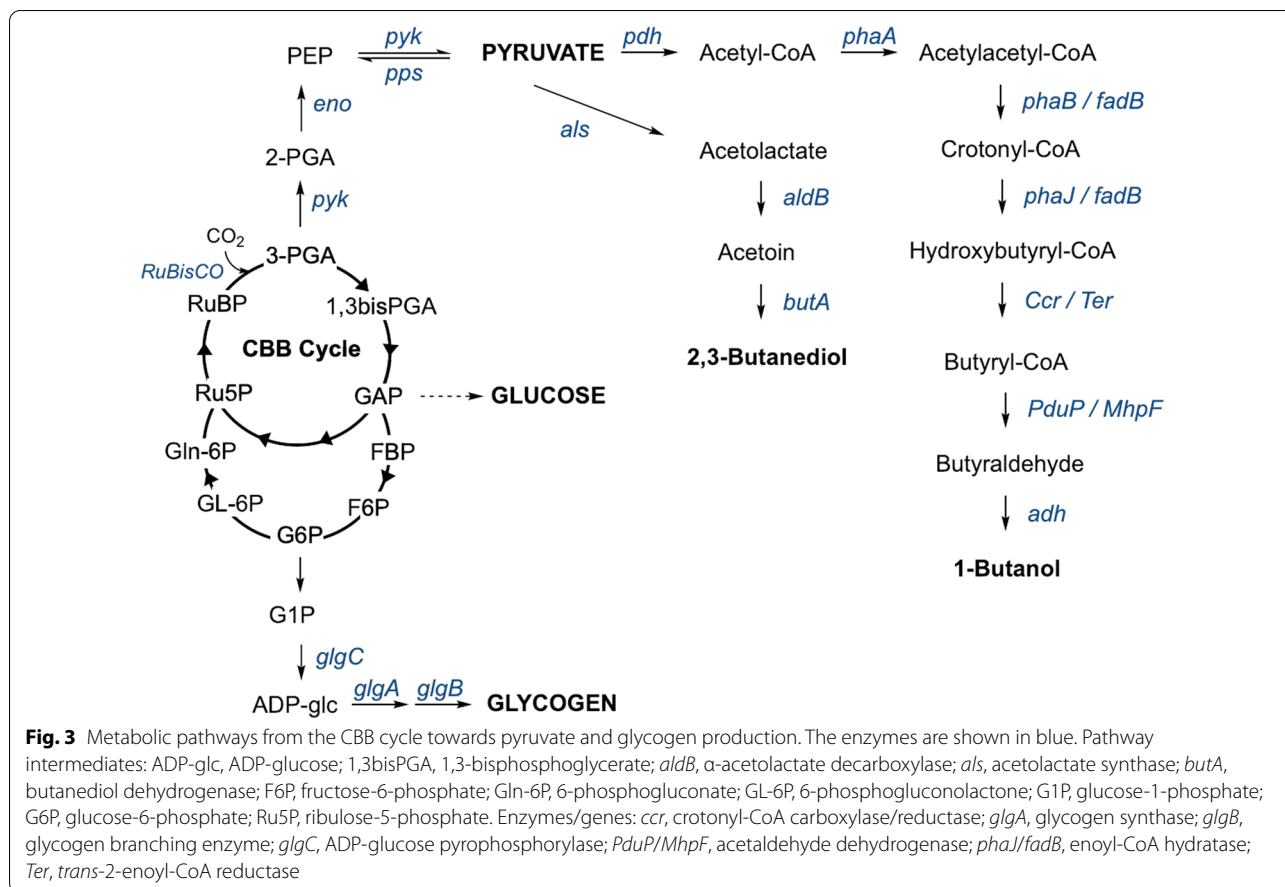 PEP
pyk
pps
PYRUVATE
pdh
Acetyl-CoA
phaA
Acetylacetyl-CoA
eno
als
phaB / fadB
2-PGA
Acetolactate
Crotonyl-CoA
pyk
aldB
phaJ / fadB
CO2
RuBisCO
3-PGA
Acetoin
Hydroxybutyryl-CoA
RuBP
1,3bisPGA
butA
Ccr / Ter
CBB Cycle
2,3-Butanediol
Butyryl-CoA
Ru5P
GAP
GLUCOSE
PduP / MhpF
Gln-6P
FBP
Butyraldehyde
GL-6P
F6P
adh
G6P
1-Butanol
G1P
glgC
ADP-glc
glgA
glgB
GLYCOGEN
Fig. 3 Metabolic pathways from the CBB cycle towards pyruvate and glycogen production. The enzymes are shown in blue. Pathway
intermediates: ADP-glc, ADP-glucose; 1,3bisPGA, 1,3-bisphosphoglycerate; aldB, α-acetolactate decarboxylase; als, acetolactate synthase; butA,
butanediol dehydrogenase; F6P, fructose-6-phosphate; Gln-6P, 6-phosphogluconate; GL-6P, 6-phosphogluconolactone; G1P, glucose-1-phosphate;
G6P, glucose-6-phosphate; Ru5P, ribulose-5-phosphate. Enzymes/genes: ccr, crotonyl-CoA carboxylase/reductase; glgA, glycogen synthase; glgB,
glycogen branching enzyme; glgC, ADP-glucose pyrophosphorylase; PduP/MhpF, acetaldehyde dehydrogenase; phaJ/fadB, enoyl-CoA hydratase;
Ter, trans-2-enoyl-CoA reductase